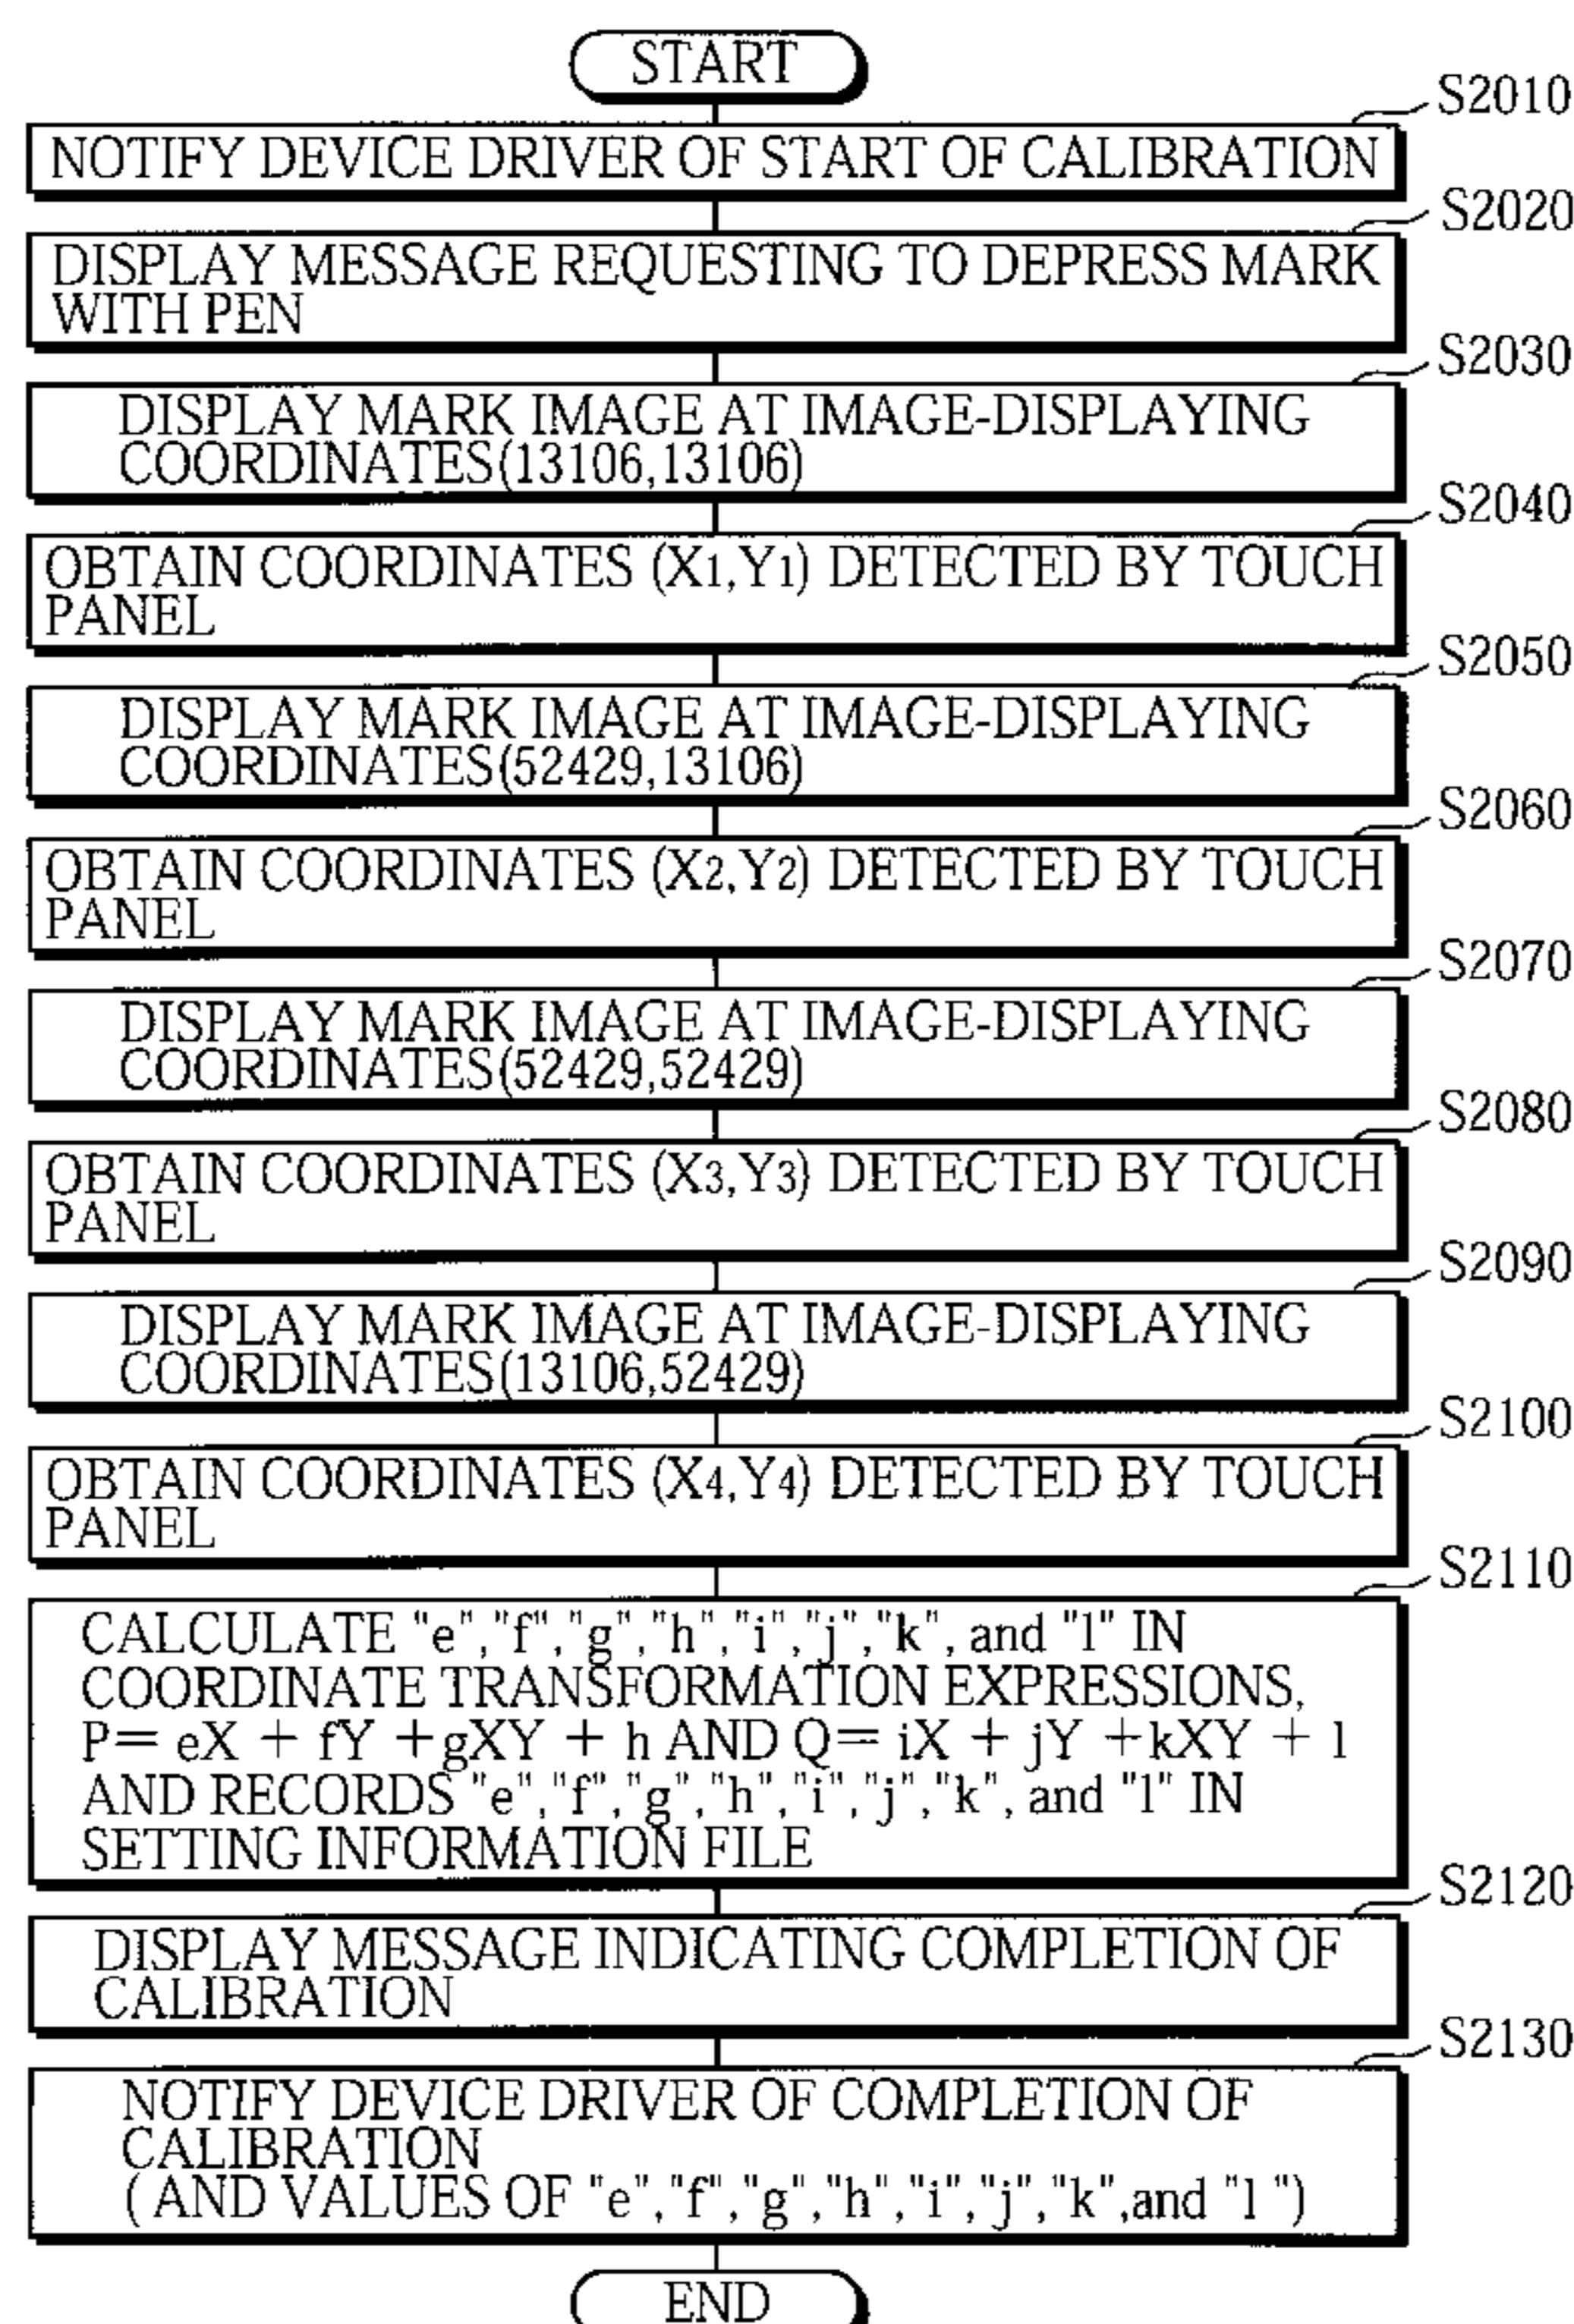 START
S2010
NOTIFY DEVICE DRIVER OF START OF CALIBRATION
S2020
DISPLAY MESSAGE REQUESTING TO DEPRESS MARK
WITH PEN
S2030
DISPLAY MARK IMAGE AT IMAGE-DISPLAYING
COORDINATES(13106,13106)
S2040
OBTAIN COORDINATES (X1,Y1) DETECTED BY TOUCH
PANEL
S2050
DISPLAY MARK IMAGE AT IMAGE-DISPLAYING
COORDINATES(52429,13106)
S2060
OBTAIN COORDINATES (X2,Y2) DETECTED BY TOUCH
PANEL
S2070
DISPLAY MARK IMAGE AT IMAGE-DISPLAYING
COORDINATES(52429,52429)
S2080
OBTAIN COORDINATES (X3,Y3) DETECTED BY TOUCH
PANEL
S2090
DISPLAY MARK IMAGE AT IMAGE-DISPLAYING
COORDINATES(13106,52429)
S2100
OBTAIN COORDINATES (X4,Y4) DETECTED BY TOUCH
PANEL
S2110
CALCULATE "e","f","g","h","i","j","k", and "l" IN
COORDINATE TRANSFORMATION EXPRESSIONS,
P= eX + fY +gXY + h AND Q= iX + jY +kXY + l
AND RECORDS "e","f","g","h","i","j","k", and "l" IN
SETTING INFORMATION FILE
S2120
DISPLAY MESSAGE INDICATING COMPLETION OF
CALIBRATION
S2130
NOTIFY DEVICE DRIVER OF COMPLETION OF
CALIBRATION
( AND VALUES OF "e","f","g","h","i","j","k",and "l ")
END